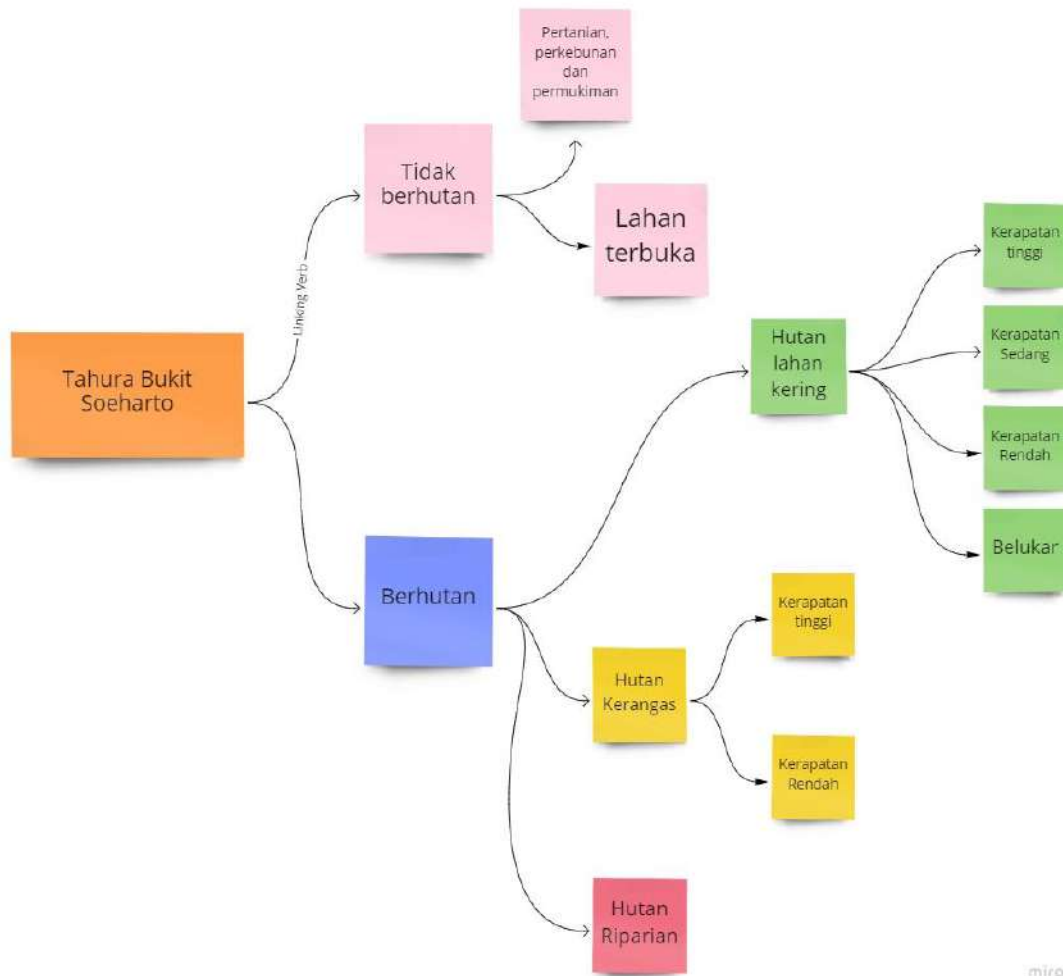 Pertanian,
perkebunan
dan
permukiman
Tidak
berhutan
Lahan
terbuka
Linking Verb
Tahura Bukit
Soeharto
Berhutan
Hutan
lahan
kering
Kerapatan
tinggi
Kerapatan
Sedang
Kerapatan
Rendah
Belukar
Hutan
Kerangas
Kerapatan
tinggi
Kerapatan
Rendah
Hutan
Riparian